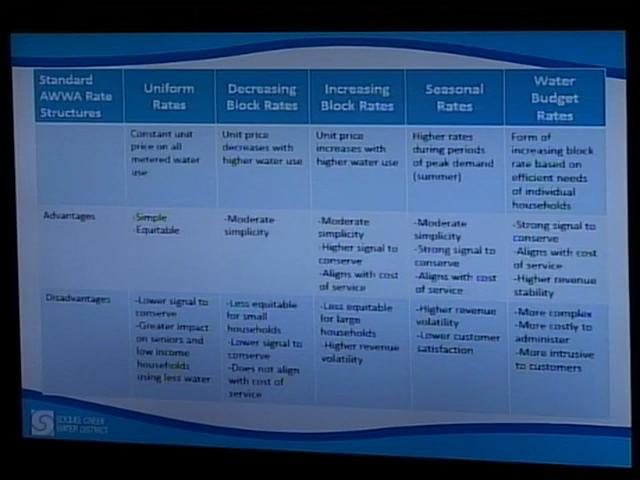 Standard
AWWA Rate
Structures
Uniform
Rates
Decreasing
Block Rates
Increasing
Block Rates
Seasonal
Rates
Water
Budget
Rates
Constant unit
price on all
metered water
use
Unit price
decreases with
higher water use
Unit price
increases with
higher water use
Higher rates
during periods
of peak demand
(summer)
Form of
increasing block
rate based on
efficient needs
of individual
households
Advantages
-Simple
-Equitable
-Moderate
simplicity
-Moderate
simplicity
-Higher signal to
conserve
-Aligns with cost
of service
-Moderate
simplicity
-Strong signal to
conserve
-Aligns with cost
of service
-Strong signal to
conserve
-Aligns with cost
of service
-Higher revenue
stability
Disadvantages
-Lower signal to
conserve
-Greater impact
on seniors and
low income
households
using less water
-Less equitable
for small
households
-Lower signal to
conserve
-Does not align
with cost of
service
-Less equitable
for large
households
-Higher revenue
volatility
-Higher revenue
volatility
-Lower customer
satisfaction
-More complex
-More costly to
administer
-More intrusive
to customers
SOQUEL CREEK
WATER DISTRICT